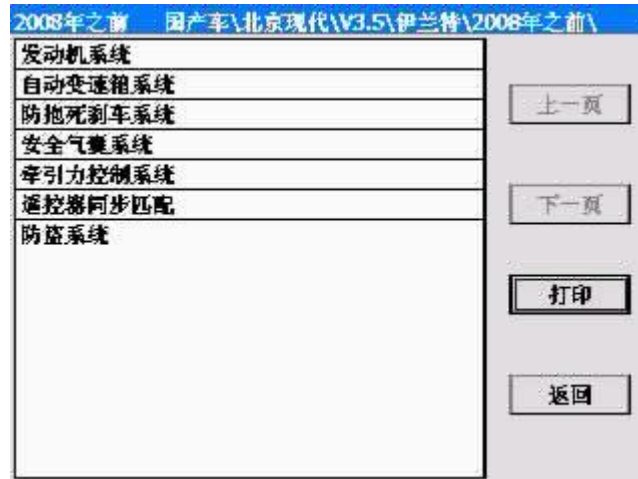 2008年之前 国产车\北京现代\V3.5\伊兰特\2008年之前\
发动机系统
自动变速箱系统
防抱死刹车系统
安全气囊系统
牵引力控制系统
遥控器同步匹配
防盗系统
上一页
下一页
打印
返回